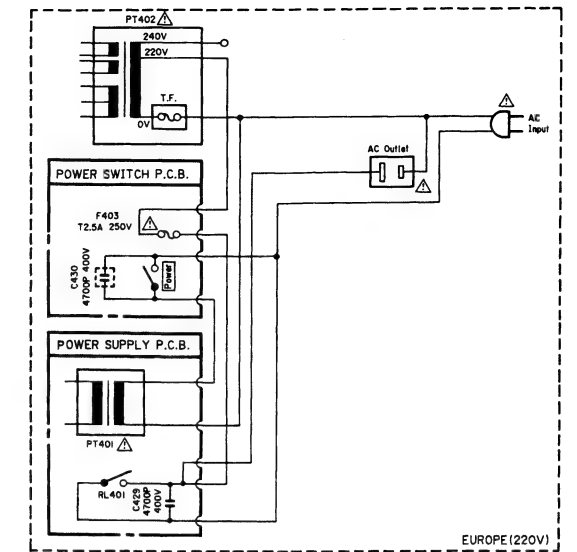 PT402
240V
220V
T.F.
0V
AC
Input
AC Outlet
POWER SWITCH P.C.B.
F403
T2.5A 250V
C430
4700P 400V
Power
POWER SUPPLY P.C.B.
PT401
RL401
C429
4700P
400V
EUROPE(220V)